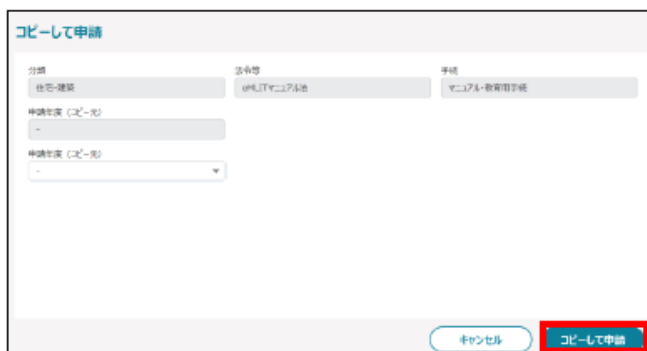 コピーして申請
分類 法令等 手続
住宅・建築 eMLITマニュアル法 マニュアル・教育用手続
申請年度（コピー元）
-
申請年度（コピー先）
-
キャンセル コピーして申請